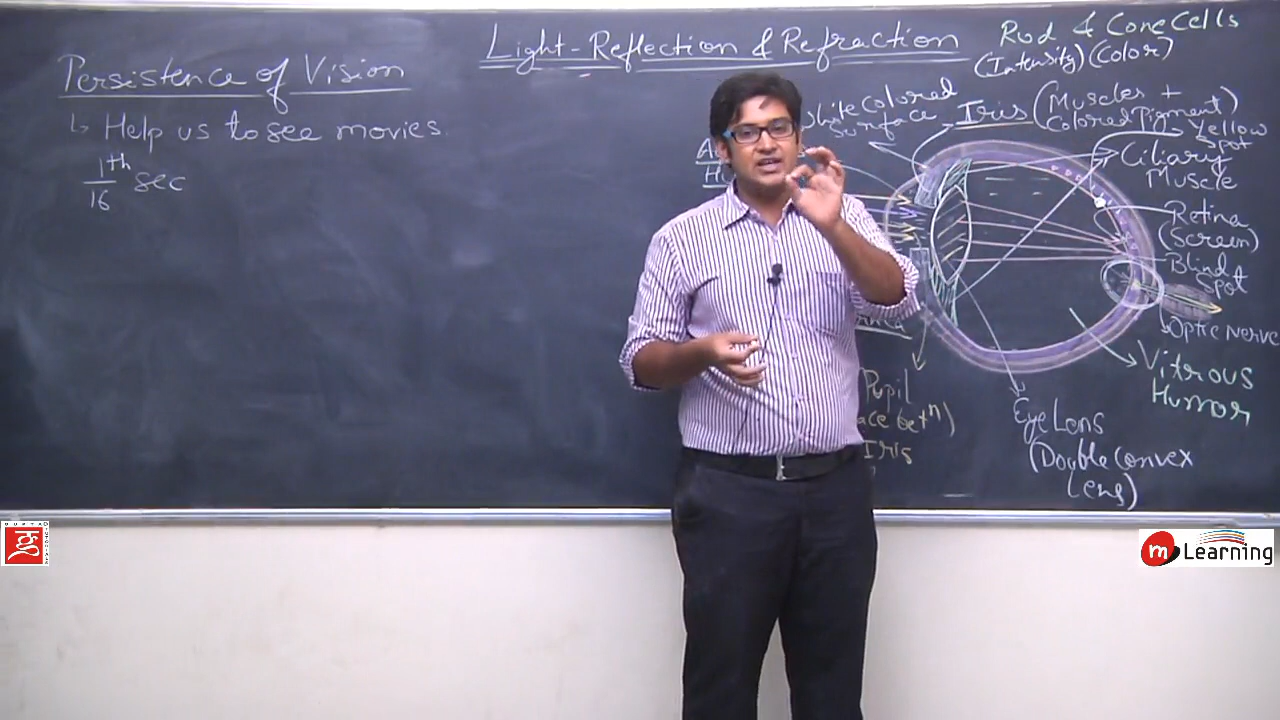 Persistence of Vision
↳ Help us to see movies.
1th
16 sec
Light-Reflection & Refraction
Rod & Cone Cells
(Intensity) (Color)
White Colored
Surface
Iris (Muscles +
Colored Pigment)
Yellow
Spot
Ciliary
Muscle
Retina
(Screen)
Blind
Spot
Optic Nerve
Vitrous
Humor
Eye Lens
(Double Convex
Lens)
Pupil
betn)
Iris
GUPTA
m Learning